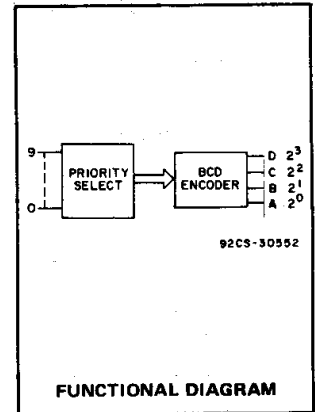 9
PRIORITY
SELECT
0
BCD
ENCODER
D 2³
C 2²
B 2¹
A 2⁰
92CS-30552
FUNCTIONAL DIAGRAM